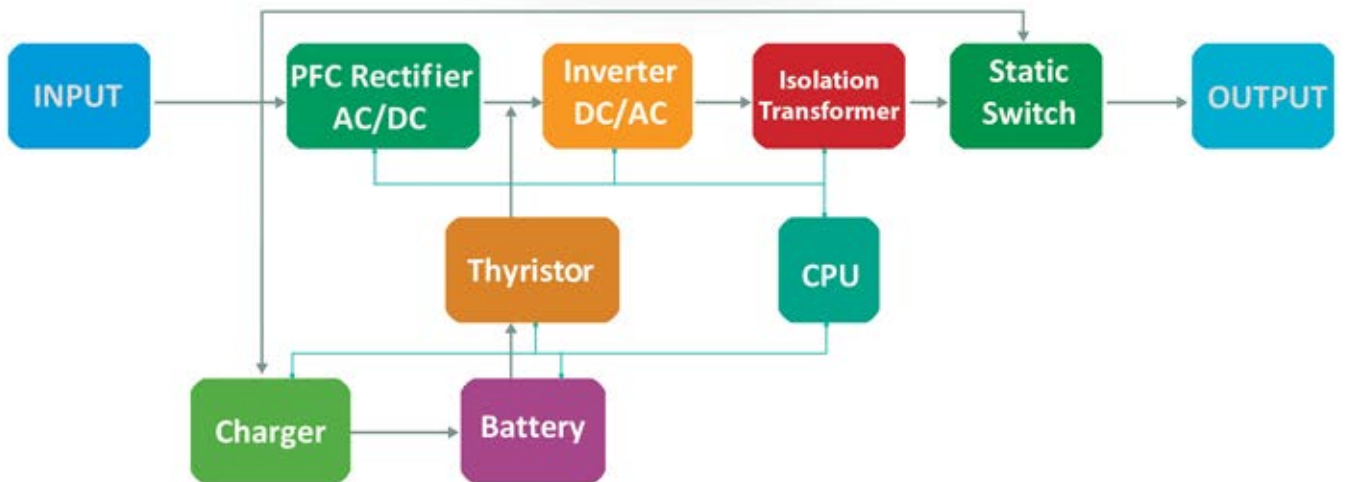 INPUT
PFC Rectifier
AC/DC
Inverter
DC/AC
Isolation
Transformer
Static
Switch
OUTPUT
Thyristor
CPU
Charger
Battery